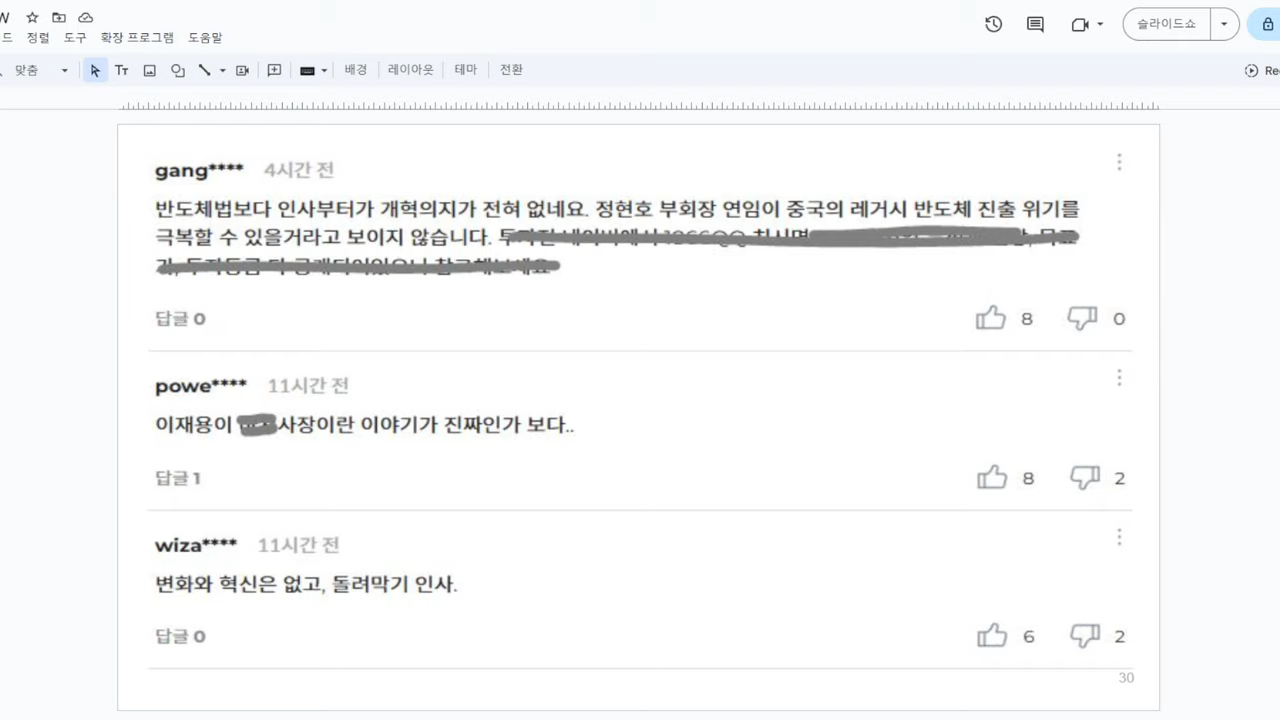 정렬 도구 확장 프로그램 도움말
슬라이드쇼
맞춤 배경 레이아웃 테마 전환
gang**** 4시간 전
반도체법보다 인사부터가 개혁의지가 전혀 없네요. 정현호 부회장 연임이 중국의 레거시 반도체 진출 위기를
극복할 수 있을거라고 보이지 않습니다.
답글 0 8 0
powe**** 11시간 전
이재용이 사장이란 이야기가 진짜인가 보다..
답글 1 8 2
wiza**** 11시간 전
변화와 혁신은 없고, 돌려막기 인사.
답글 0 6 2
30